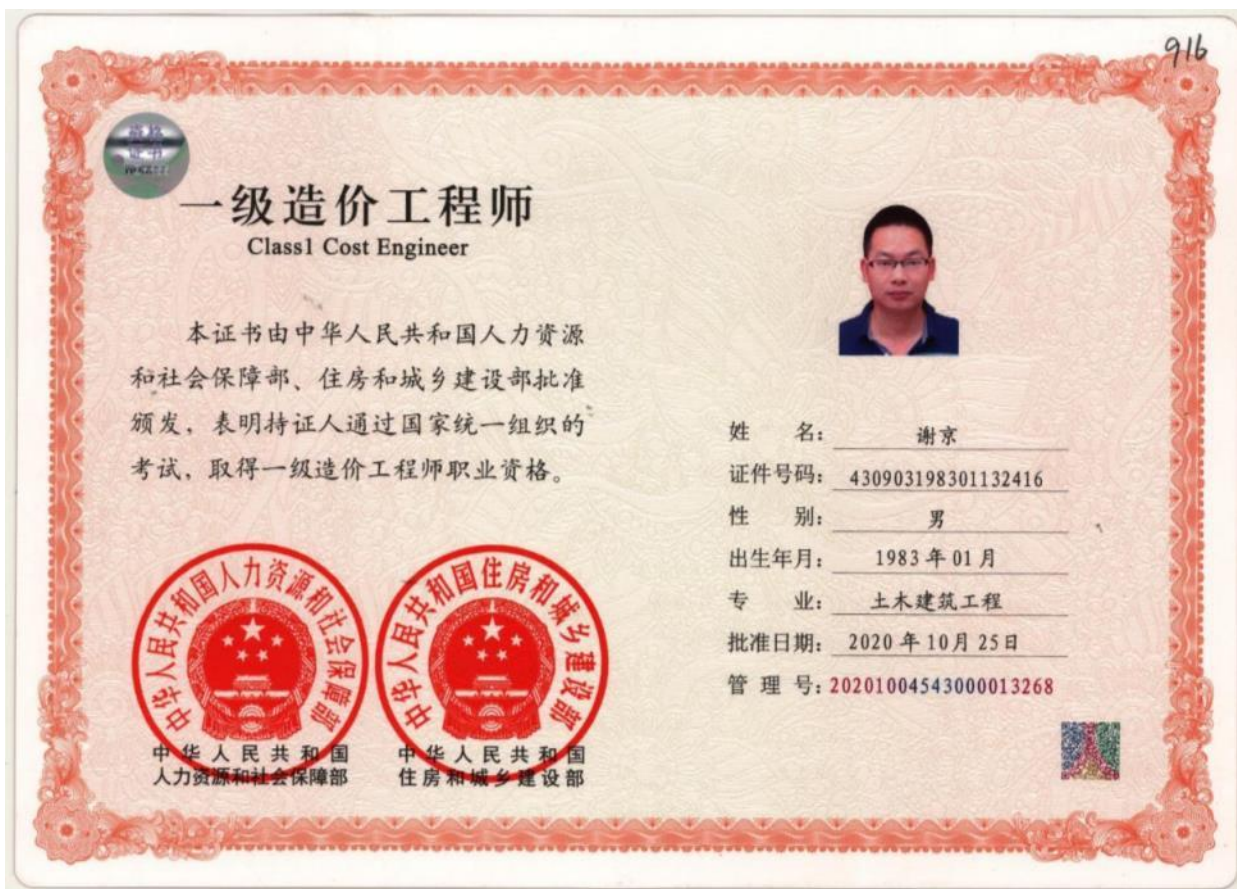 916
资格
证书
一级造价工程师
Class1 Cost Engineer
本证书由中华人民共和国人力资源
和社会保障部、住房和城乡建设部批准
颁发，表明持证人通过国家统一组织的
考试，取得一级造价工程师职业资格。
姓 名：谢京
证件号码：430903198301132416
性 别：男
出生年月：1983年01月
专 业：土木建筑工程
批准日期：2020年10月25日
管 理 号：20201004543000013268
中华人民共和国人力资源和社会保障部
中华人民共和国住房和城乡建设部
中华人民共和国
人力资源和社会保障部
中华人民共和国
住房和城乡建设部